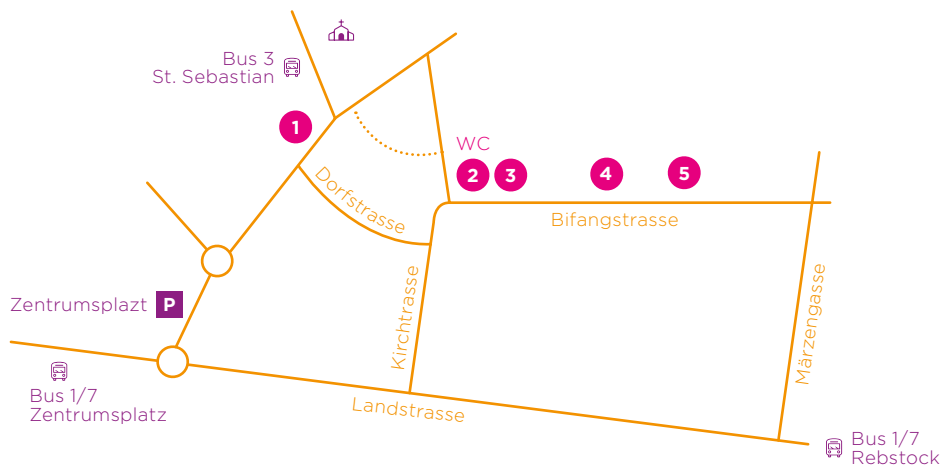 Bus 3
St. Sebastian
1
WC
2
3
4
5
Dorfstrasse
Bifangstrasse
Zentrumsplazt
P
Kirchtrasse
Märzengasse
Bus 1/7
Zentrumsplatz
Landstrasse
Bus 1/7
Rebstock